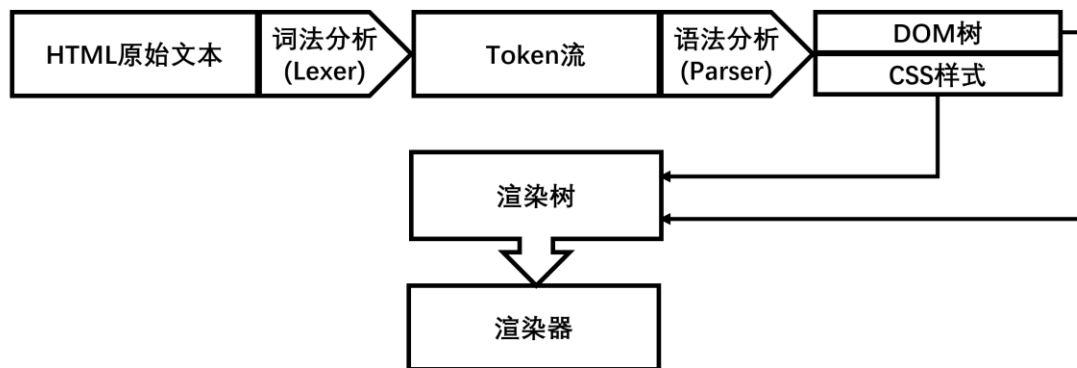 HTML原始文本
词法分析
(Lexer)
Token流
语法分析
(Parser)
DOM树
CSS样式
渲染树
渲染器